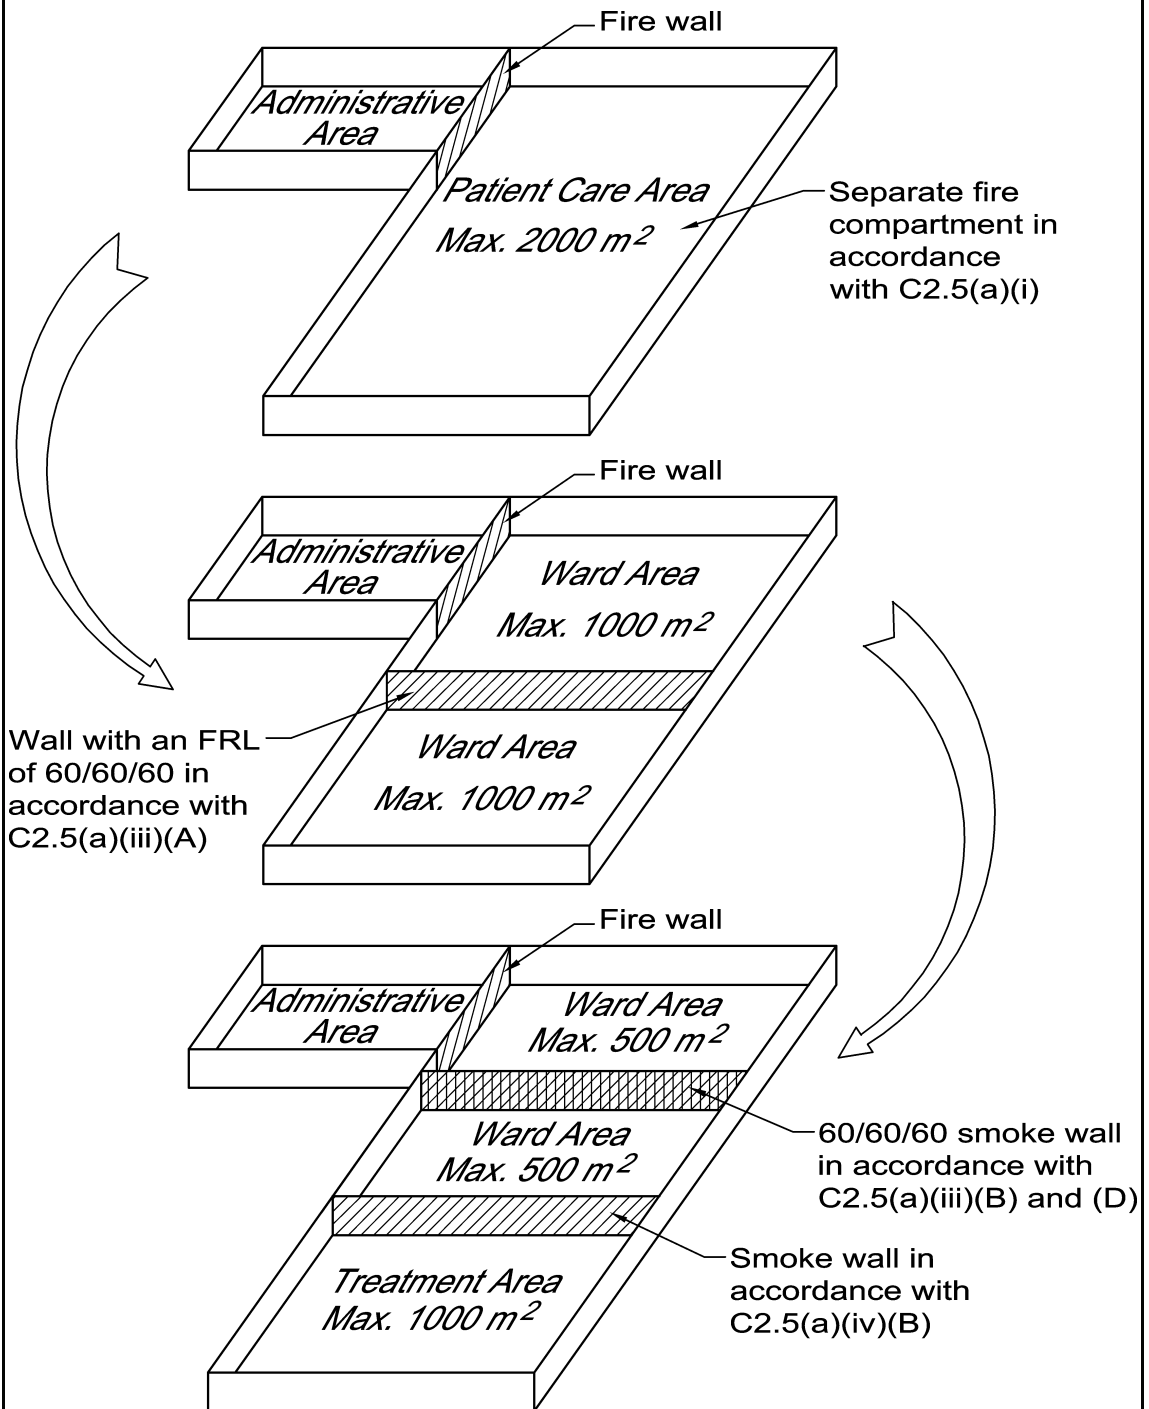 Fire wall
Administrative
Area
Patient Care Area
Max. 2000 m²
Separate fire
compartment in
accordance
with C2.5(a)(i)
Fire wall
Administrative
Area
Ward Area
Max. 1000 m²
Wall with an FRL
of 60/60/60 in
accordance with
C2.5(a)(iii)(A)
Ward Area
Max. 1000 m²
Fire wall
Administrative
Area
Ward Area
Max. 500 m²
60/60/60 smoke wall
in accordance with
C2.5(a)(iii)(B) and (D)
Ward Area
Max. 500 m²
Smoke wall in
accordance with
C2.5(a)(iv)(B)
Treatment Area
Max. 1000 m²